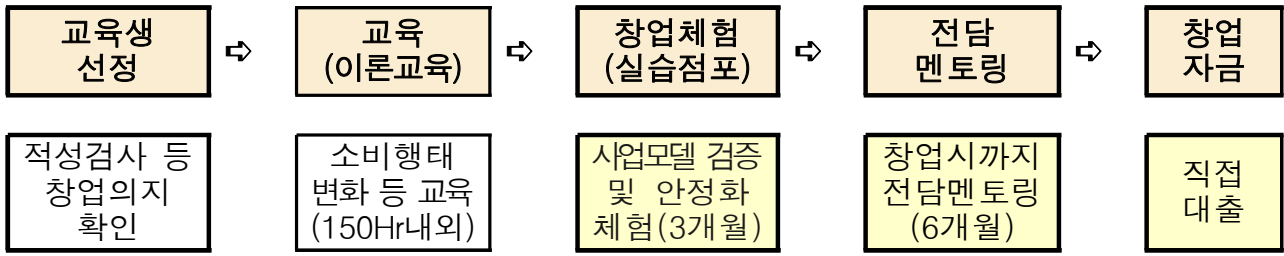 교육생
선정
➪
교육
(이론교육)
➪
창업체험
(실습점포)
➪
전담
멘토링
➪
창업
자금
적성검사 등
창업의지
확인
소비행태
변화 등 교육
(150Hr내외)
사업모델 검증
및 안정화
체험(3개월)
창업시까지
전담멘토링
(6개월)
직접
대출